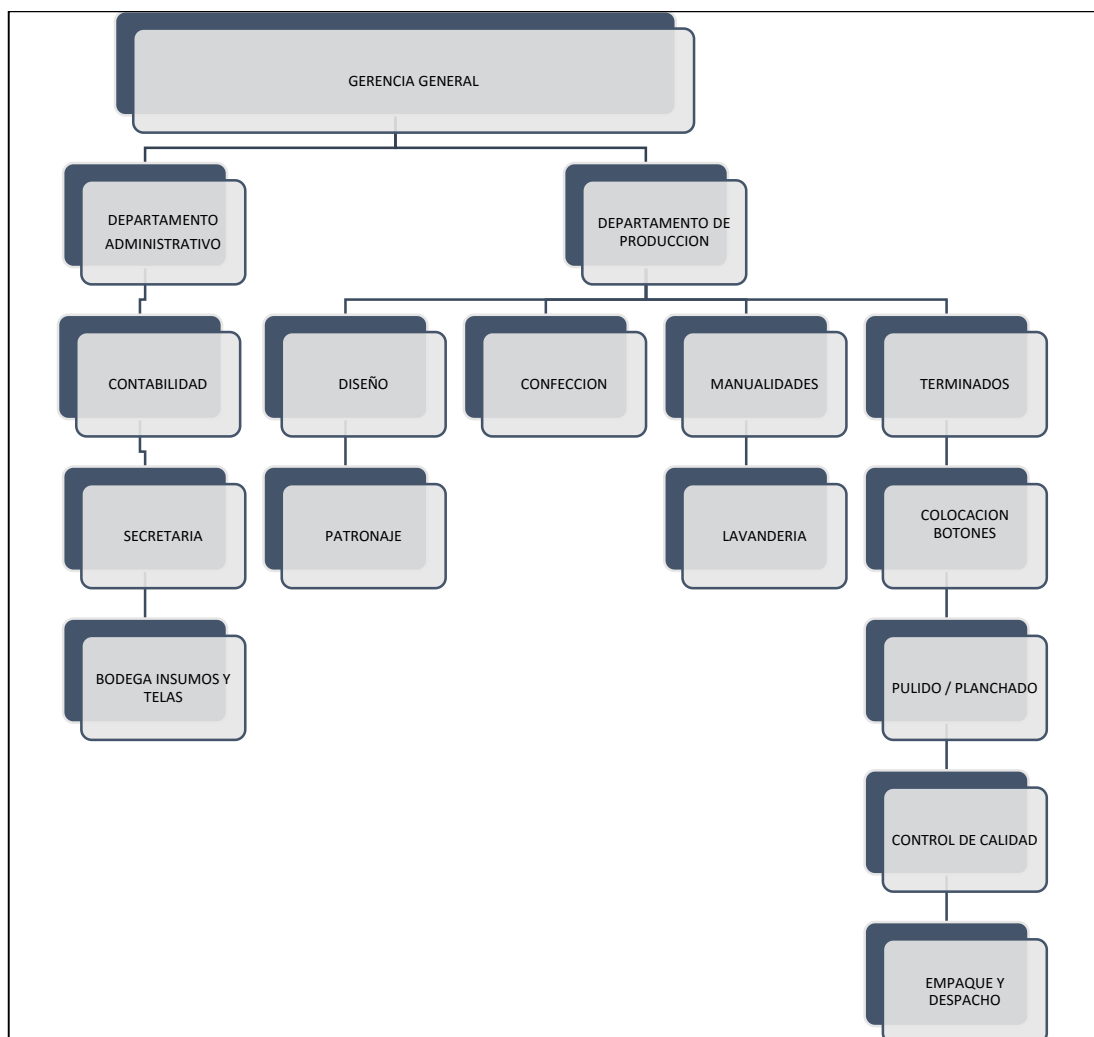 GERENCIA GENERAL
DEPARTAMENTO
ADMINISTRATIVO
DEPARTAMENTO DE
PRODUCCION
CONTABILIDAD
DISEÑO
CONFECCION
MANUALIDADES
TERMINADOS
SECRETARIA
PATRONAJE
LAVANDERIA
COLOCACION
BOTONES
BODEGA INSUMOS Y
TELAS
PULIDO / PLANCHADO
CONTROL DE CALIDAD
EMPAQUE Y
DESPACHO